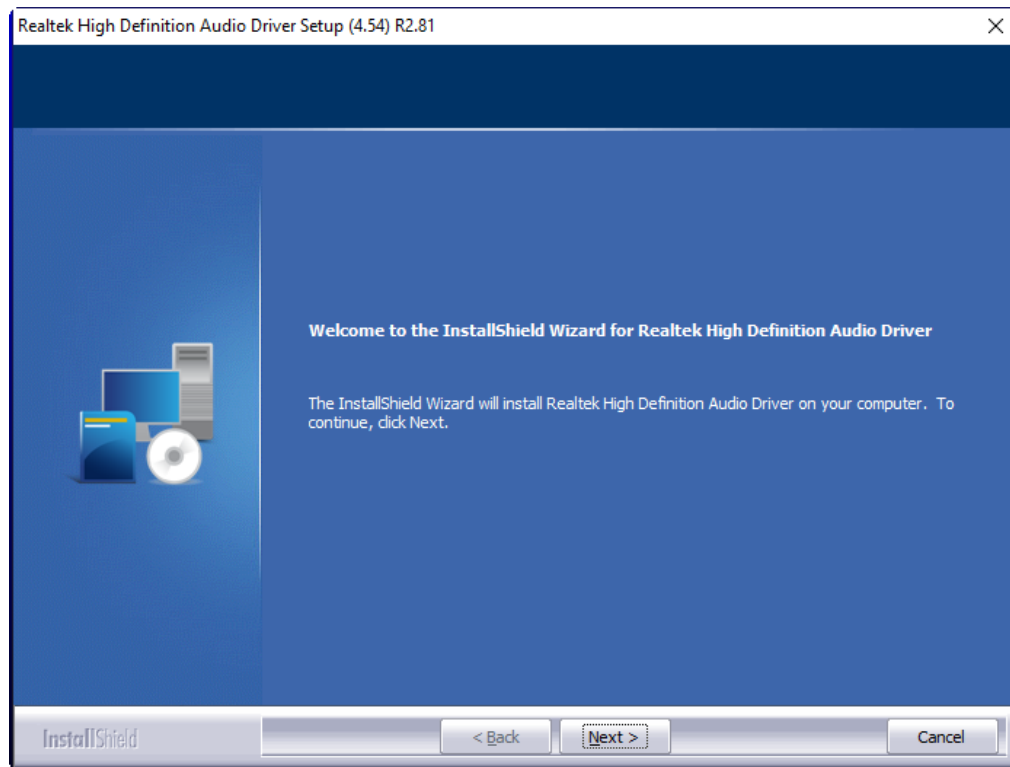 Realtek High Definition Audio Driver Setup (4.54) R2.81
Welcome to the InstallShield Wizard for Realtek High Definition Audio Driver
The InstallShield Wizard will install Realtek High Definition Audio Driver on your computer.  To
continue, click Next.
InstallShield
< Back
Next >
Cancel